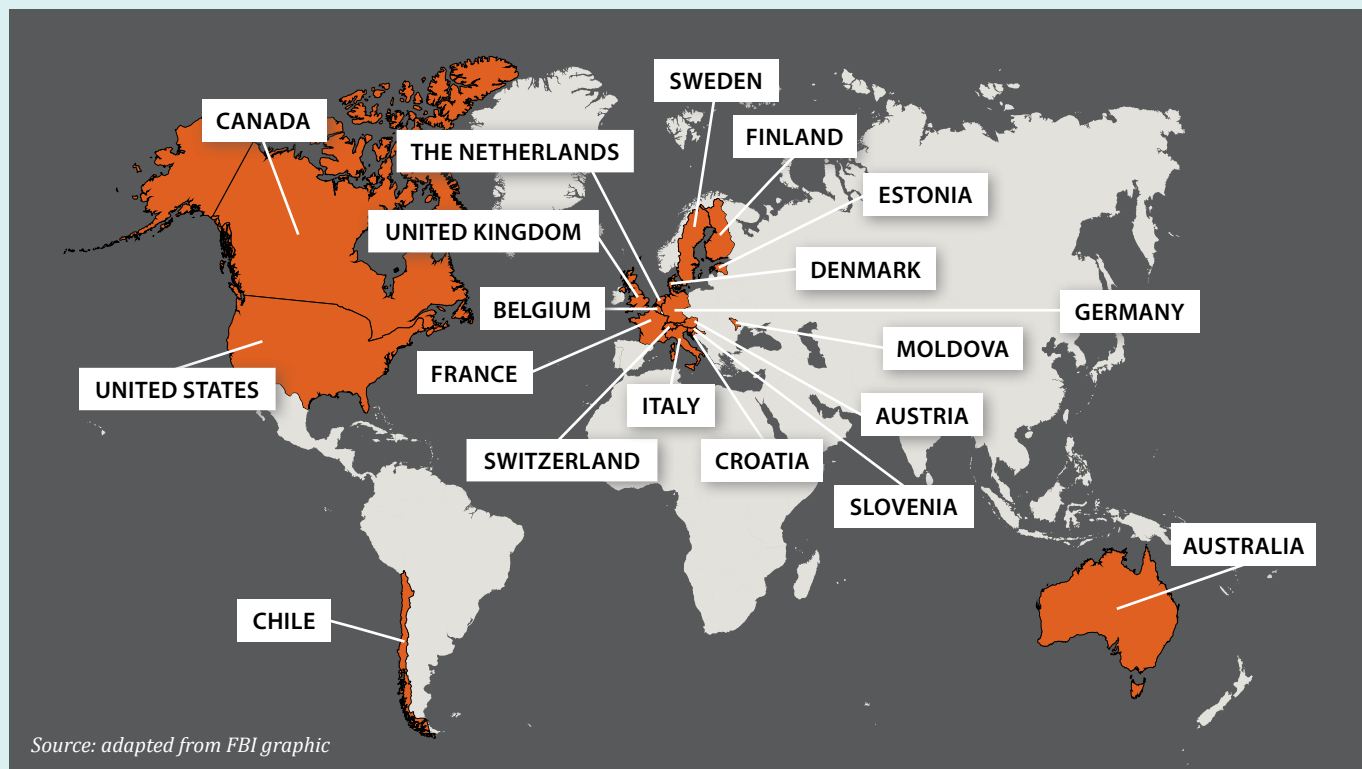 SWEDEN
CANADA
FINLAND
THE NETHERLANDS
ESTONIA
UNITED KINGDOM
DENMARK
BELGIUM
GERMANY
MOLDOVA
FRANCE
UNITED STATES
ITALY
AUSTRIA
SWITZERLAND
CROATIA
SLOVENIA
AUSTRALIA
CHILE
Source: adapted from FBI graphic